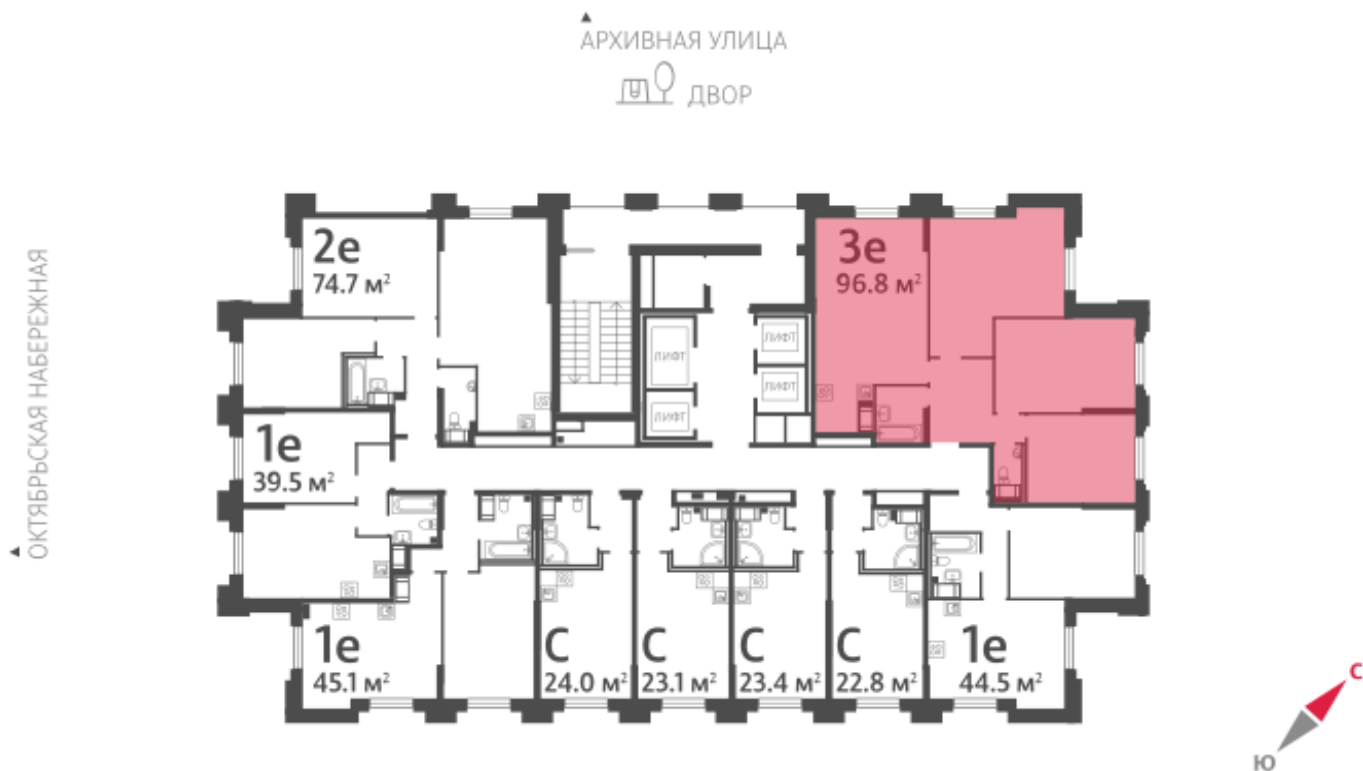 АРХИВНАЯ УЛИЦА
ДВОР
ОКТЯБРЬСКАЯ НАБЕРЕЖНАЯ
2е
74.7 м²
3е
96.8 м²
ЛИФТ
ЛИФТ
ЛИФТ
ЛИФТ
1е
39.5 м²
1е
45.1 м²
С
24.0 м²
С
23.1 м²
С
23.4 м²
С
22.8 м²
1е
44.5 м²
С
Ю